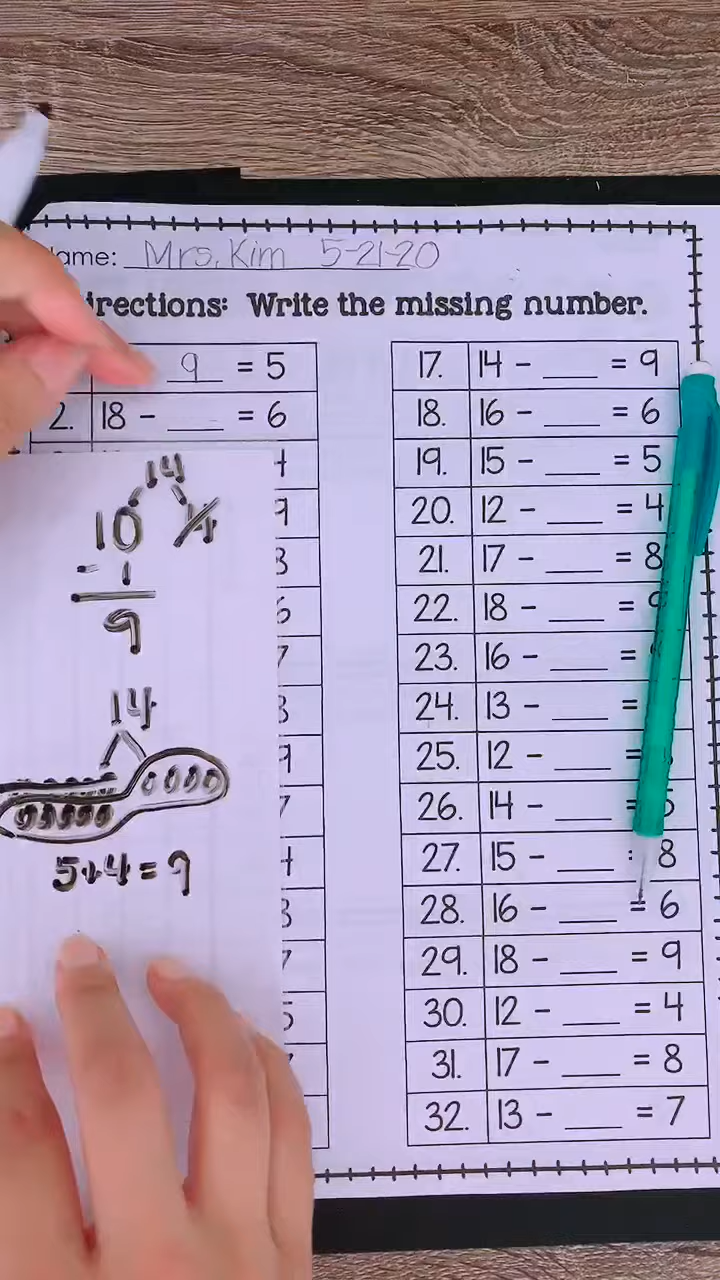 ame: Mrs. Kim 5-21-20
irections: Write the missing number.
9 = 5
2. 18 - ___ = 6
14
10 4
- 1
9
14
5+4=9
17. 14 - ___ = 9
18. 16 - ___ = 6
19. 15 - ___ = 5
20. 12 - ___ = 4
21. 17 - ___ = 8
22. 18 - ___ =
23. 16 - ___ =
24. 13 - ___ =
25. 12 - ___ =
26. 14 - ___ =
27. 15 - ___ = 8
28. 16 - ___ = 6
29. 18 - ___ = 9
30. 12 - ___ = 4
31. 17 - ___ = 8
32. 13 - ___ = 7